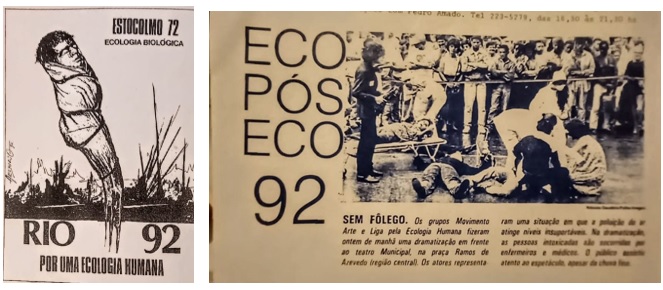 ESTOCOLMO 72
ECOLOGIA BIOLÓGICA
RIO 92
POR UMA ECOLOGIA HUMANA
Pedro Amado. Tel 223-5279, das 18,00 às 21,30 hs
ECO
PÓS
ECO
92
SEM FÔLEGO. Os grupos Movimento
Arte e Liga pela Ecologia Humana fizeram
ontem de manhã uma dramatização em frente
ao teatro Municipal, na praça Ramos de
Azevedo (região central). Os atores representa-
ram uma situação em que a poluição do ar
atinge níveis insuportáveis. Na dramatização,
as pessoas intoxicadas são socorridas por
enfermeiros e médicos. O público assistiu
atento ao espetáculo, apesar da chuva fina.